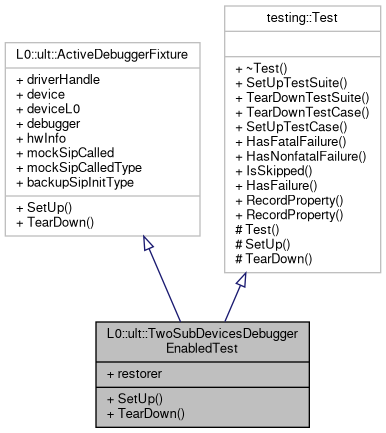 L0::ult::ActiveDebuggerFixture
+ driverHandle
+ device
+ deviceL0
+ debugger
+ hwInfo
+ mockSipCalled
+ mockSipCalledType
+ backupSipInitType
+ SetUp()
+ TearDown()
testing::Test
+ ~Test()
+ SetUpTestSuite()
+ TearDownTestSuite()
+ TearDownTestCase()
+ SetUpTestCase()
+ HasFatalFailure()
+ HasNonfatalFailure()
+ IsSkipped()
+ HasFailure()
+ RecordProperty()
+ RecordProperty()
# Test()
# SetUp()
# TearDown()
L0::ult::TwoSubDevicesDebugger
EnabledTest
+ restorer
+ SetUp()
+ TearDown()